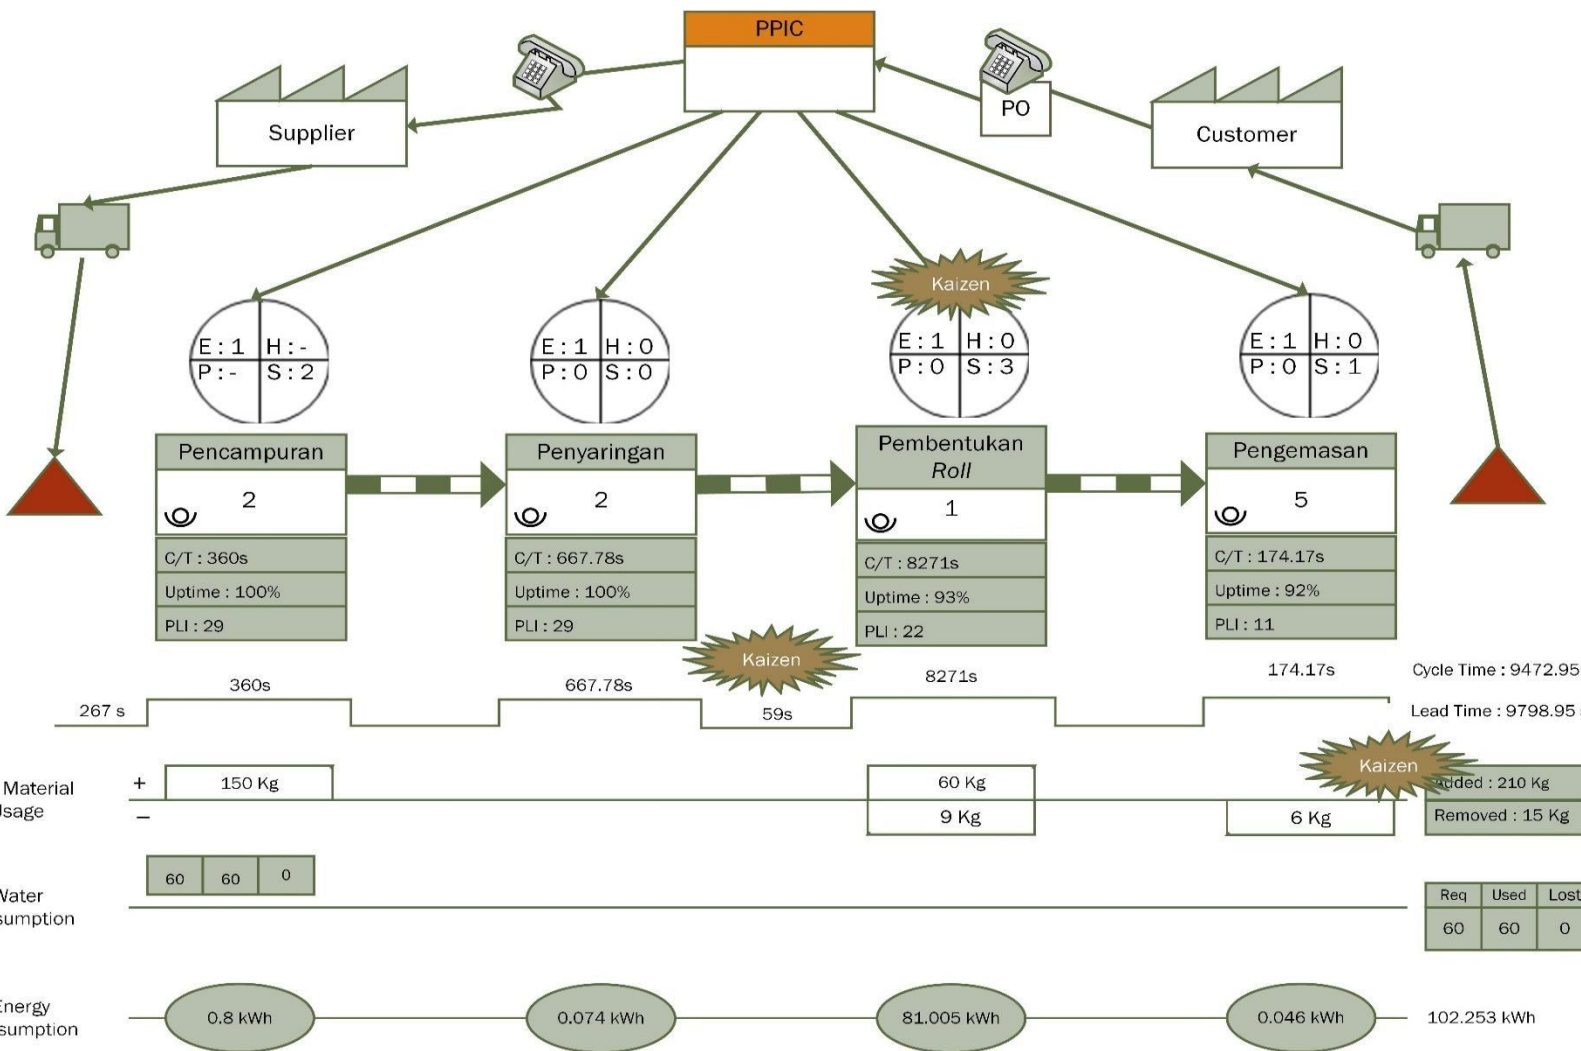 PPIC
PO
Supplier
Customer
Kaizen
E : 1 H : -
P : - S : 2
E : 1 H : 0
P : 0 S : 0
E : 1 H : 0
P : 0 S : 3
E : 1 H : 0
P : 0 S : 1
Pencampuran
2
C/T : 360s
Uptime : 100%
PLI : 29
Penyaringan
2
C/T : 667.78s
Uptime : 100%
PLI : 29
Pembentukan
Roll
1
C/T : 8271s
Uptime : 93%
PLI : 22
Pengemasan
5
C/T : 174.17s
Uptime : 92%
PLI : 11
Kaizen
267 s
360s
667.78s
59s
8271s
174.17s
Cycle Time : 9472.95
Lead Time : 9798.95 s
Material
+ 150 Kg
60 Kg
Kaizen
Added : 210 Kg
−
9 Kg
6 Kg
Removed : 15 Kg
60 60 0
Water
Req Used Lost
60 60 0
Energy
0.8 kWh
0.074 kWh
81.005 kWh
0.046 kWh
102.253 kWh